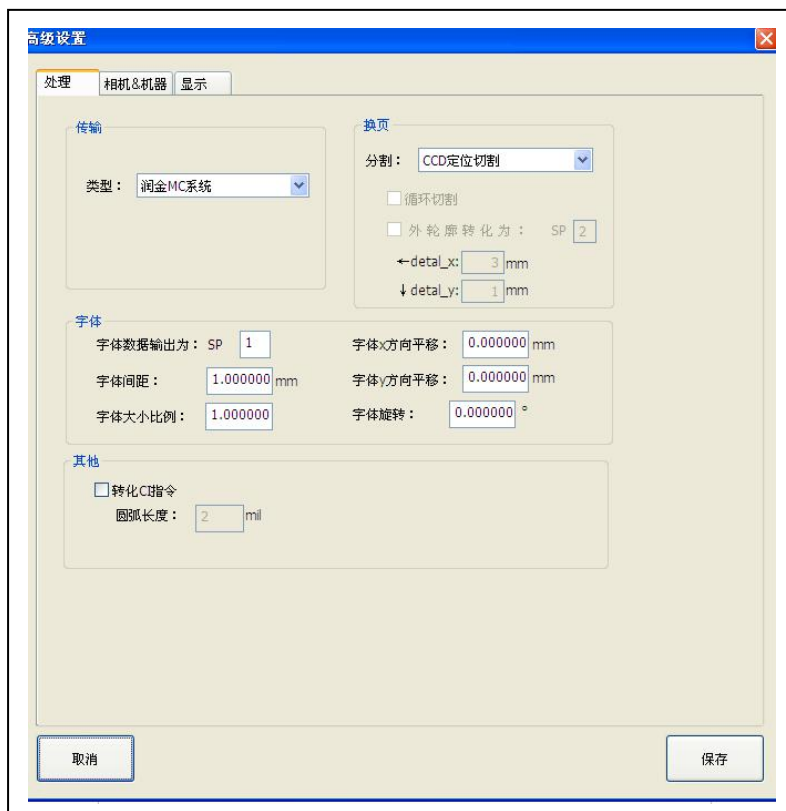 高级设置
处理 相机&机器 显示
传输
类型： 润金MC系统
换页
分割： CCD定位切割
循环切割
外轮廓转化为： SP 2
←detal_x: 3 mm
↓detal_y: 1 mm
字体
字体数据输出为： SP 1 字体x方向平移： 0.000000 mm
字体间距： 1.000000 mm 字体y方向平移： 0.000000 mm
字体大小比例： 1.000000 字体旋转： 0.000000 °
其他
转化CI指令
圆弧长度： 2 mil
取消 保存